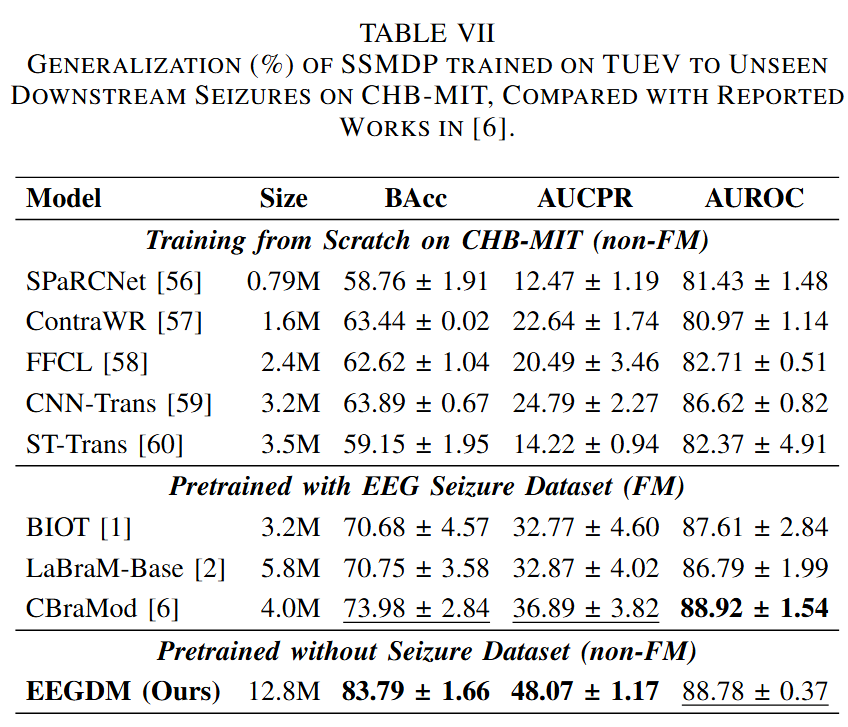 TABLE VII
GENERALIZATION (%) OF SSMDP TRAINED ON TUEV TO UNSEEN
DOWNSTREAM SEIZURES ON CHB-MIT, COMPARED WITH REPORTED
WORKS IN [6].
Model Size BAcc AUCPR AUROC
Training from Scratch on CHB-MIT (non-FM)
SPaRCNet [56] 0.79M 58.76 ± 1.91 12.47 ± 1.19 81.43 ± 1.48
ContraWR [57] 1.6M 63.44 ± 0.02 22.64 ± 1.74 80.97 ± 1.14
FFCL [58] 2.4M 62.62 ± 1.04 20.49 ± 3.46 82.71 ± 0.51
CNN-Trans [59] 3.2M 63.89 ± 0.67 24.79 ± 2.27 86.62 ± 0.82
ST-Trans [60] 3.5M 59.15 ± 1.95 14.22 ± 0.94 82.37 ± 4.91
Pretrained with EEG Seizure Dataset (FM)
BIOT [1] 3.2M 70.68 ± 4.57 32.77 ± 4.60 87.61 ± 2.84
LaBraM-Base [2] 5.8M 70.75 ± 3.58 32.87 ± 4.02 86.79 ± 1.99
CBraMod [6] 4.0M 73.98 ± 2.84 36.89 ± 3.82 88.92 ± 1.54
Pretrained without Seizure Dataset (non-FM)
EEGDM (Ours) 12.8M 83.79 ± 1.66 48.07 ± 1.17 88.78 ± 0.37